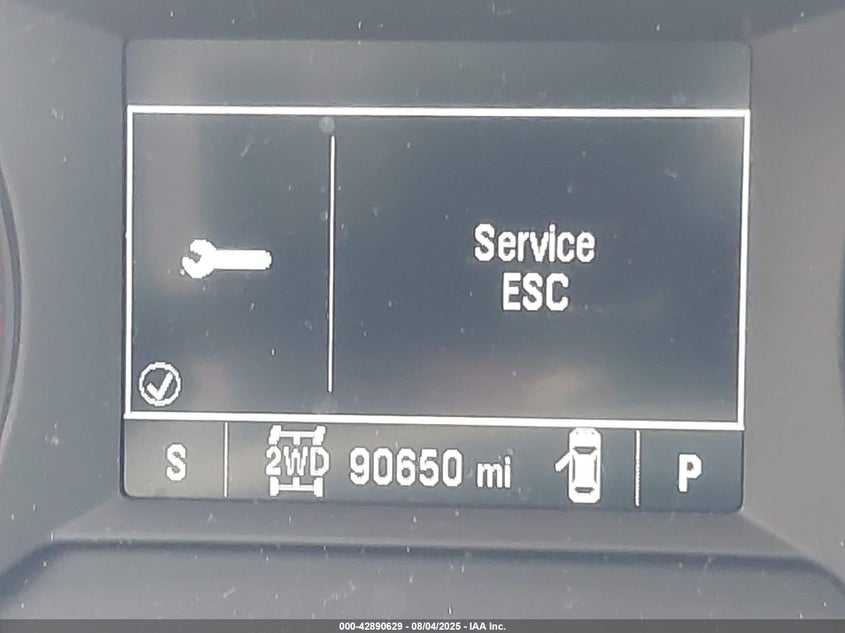 Service
ESC
S 2WD 90650 mi P
000-42890629 - 08/04/2025 - IAA Inc.